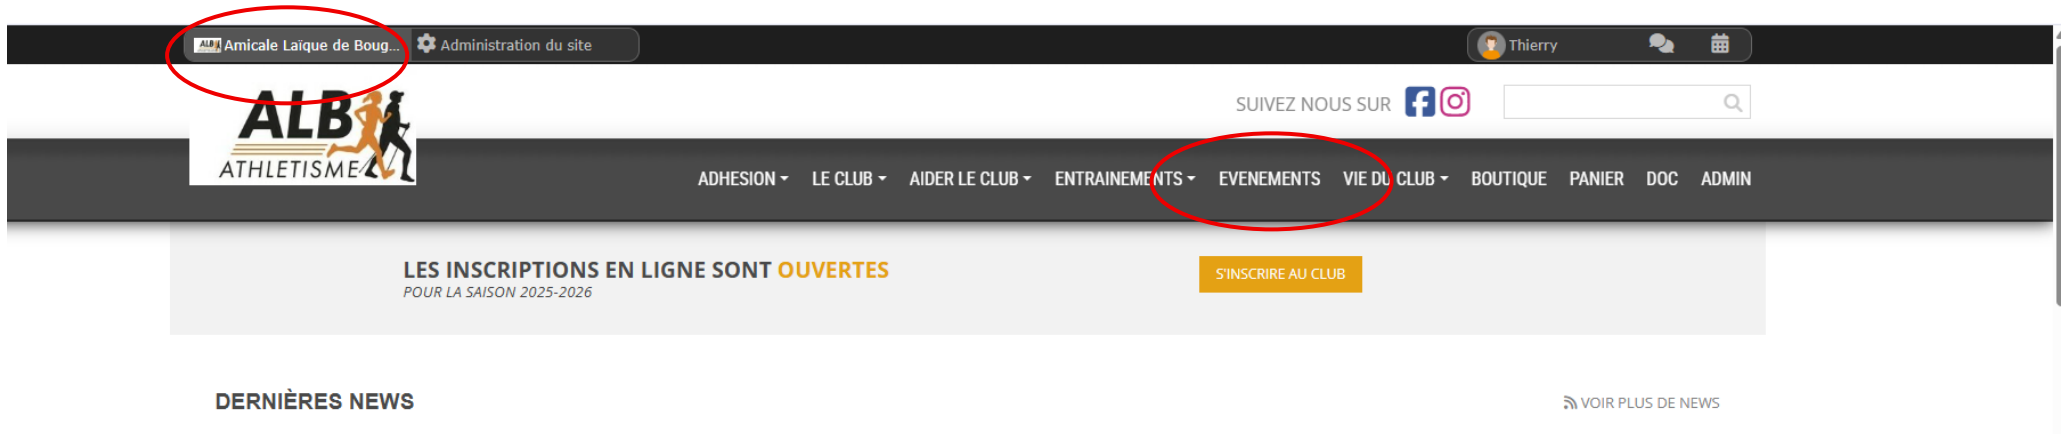 ALB Amicale Laïque de Boug... Administration du site Thierry
ALB
ATHLETISME
SUIVEZ NOUS SUR
ADHESION LE CLUB AIDER LE CLUB ENTRAINEMENTS EVENEMENTS VIE DU CLUB BOUTIQUE PANIER DOC ADMIN
LES INSCRIPTIONS EN LIGNE SONT OUVERTES
POUR LA SAISON 2025-2026
S'INSCRIRE AU CLUB
DERNIÈRES NEWS
VOIR PLUS DE NEWS